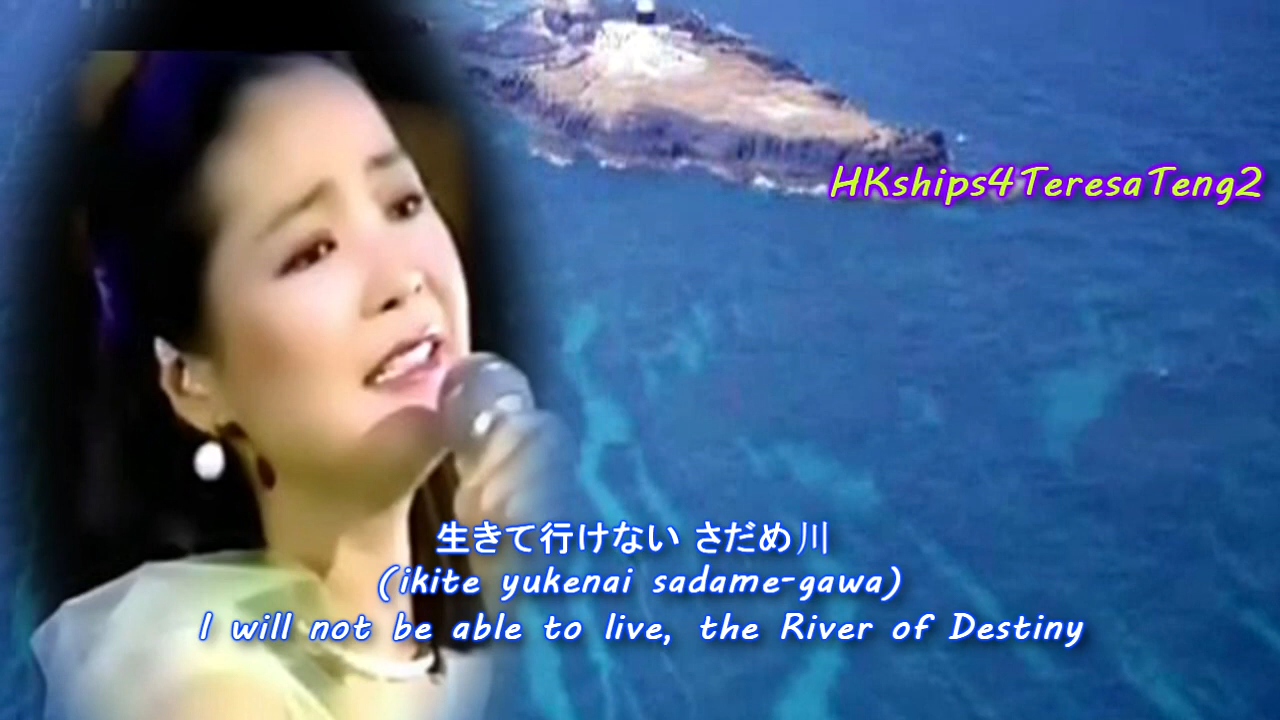 HKships4TeresaTeng2
生きて行けない さだめ川
(ikite yukenai sadame-gawa)
I will not be able to live, the River of Destiny